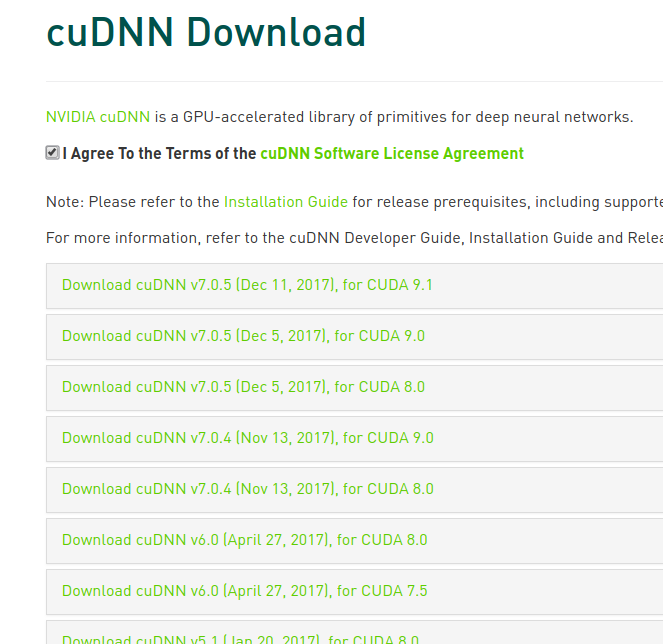 cuDNN Download
NVIDIA cuDNN is a GPU-accelerated library of primitives for deep neural networks.
I Agree To the Terms of the cuDNN Software License Agreement
Note: Please refer to the Installation Guide for release prerequisites, including
For more information, refer to the cuDNN Developer Guide, Installation Guide and
Download cuDNN v7.0.5 (Dec 11, 2017), for CUDA 9.1
Download cuDNN v7.0.5 (Dec 5, 2017), for CUDA 9.0
Download cuDNN v7.0.5 (Dec 5, 2017), for CUDA 8.0
Download cuDNN v7.0.4 (Nov 13, 2017), for CUDA 9.0
Download cuDNN v7.0.4 (Nov 13, 2017), for CUDA 8.0
Download cuDNN v6.0 (April 27, 2017), for CUDA 8.0
Download cuDNN v6.0 (April 27, 2017), for CUDA 7.5
Download cuDNN v5.1 (Jan 20, 2017), for CUDA 8.0